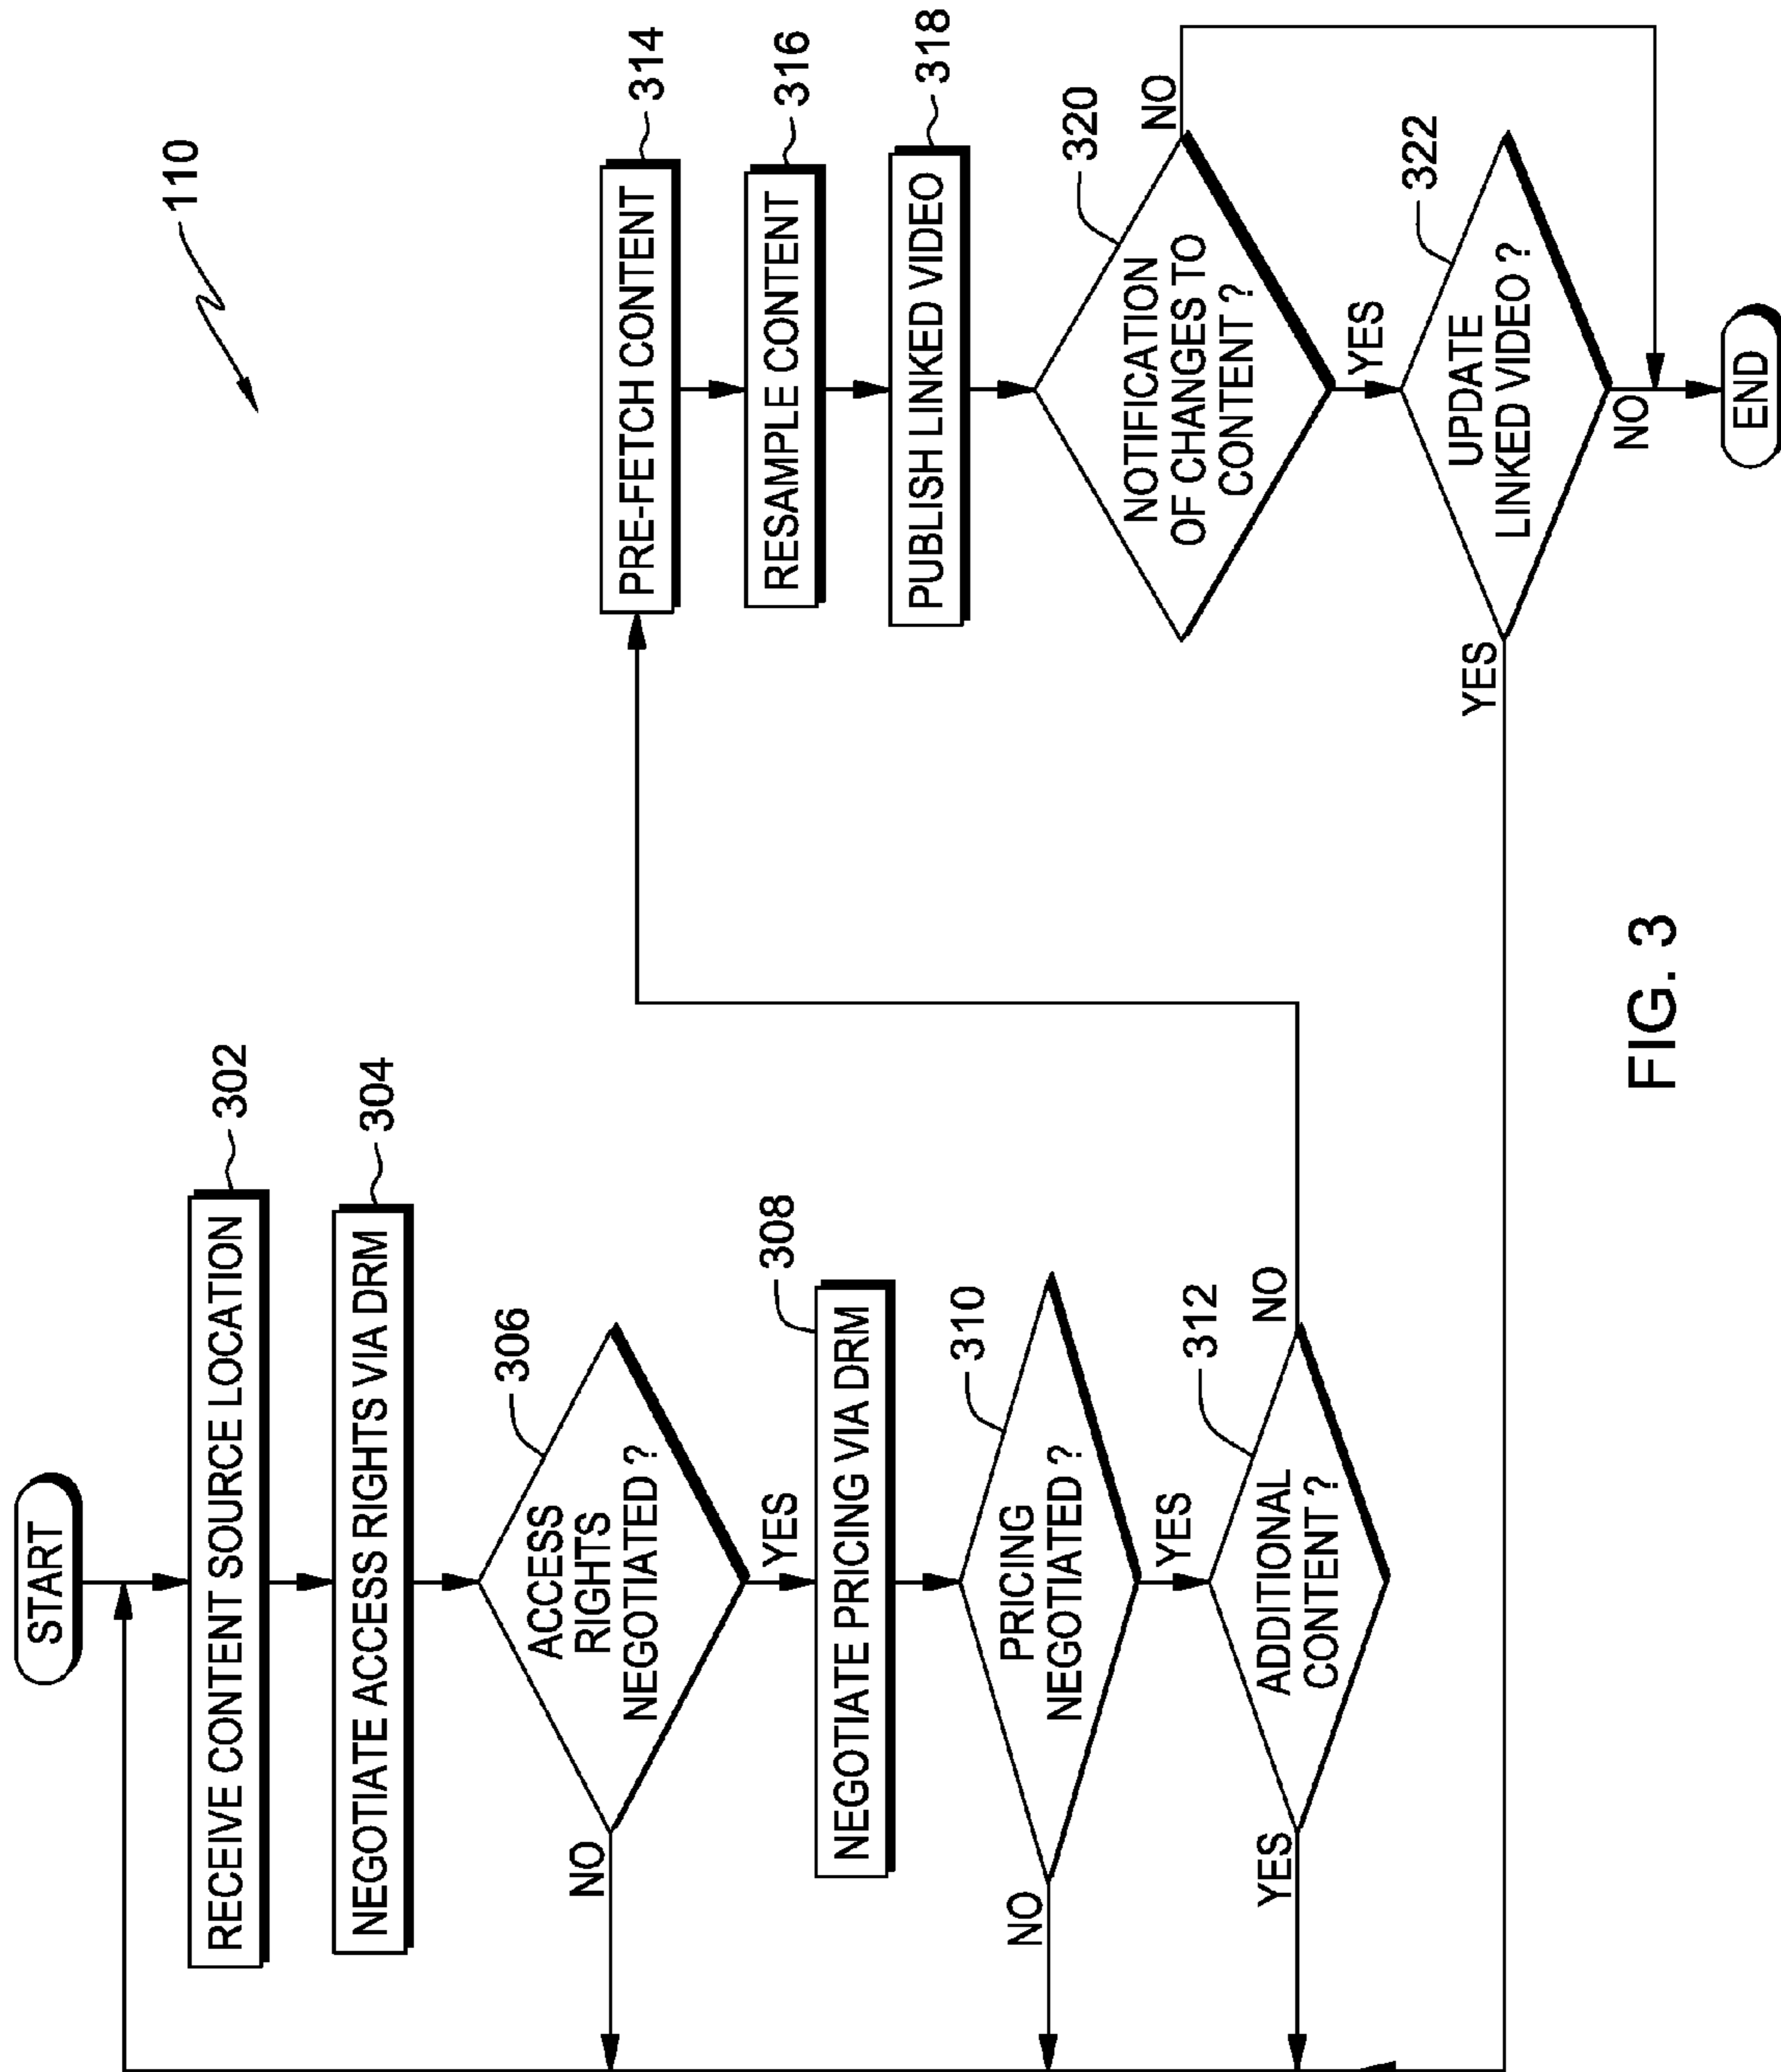 110
START
RECEIVE CONTENT SOURCE LOCATION
302
NEGOTIATE ACCESS RIGHTS VIA DRM
304
ACCESS
RIGHTS
NEGOTIATED ?
306
NO
YES
NEGOTIATE PRICING VIA DRM
308
PRICING
NEGOTIATED ?
310
NO
YES
ADDITIONAL
CONTENT ?
312
YES
NO
PRE-FETCH CONTENT
314
RESAMPLE CONTENT
316
PUBLISH LINKED VIDEO
318
NOTIFICATION
OF CHANGES TO
CONTENT ?
320
NO
YES
UPDATE
LINKED VIDEO ?
322
YES
NO
END
FIG. 3